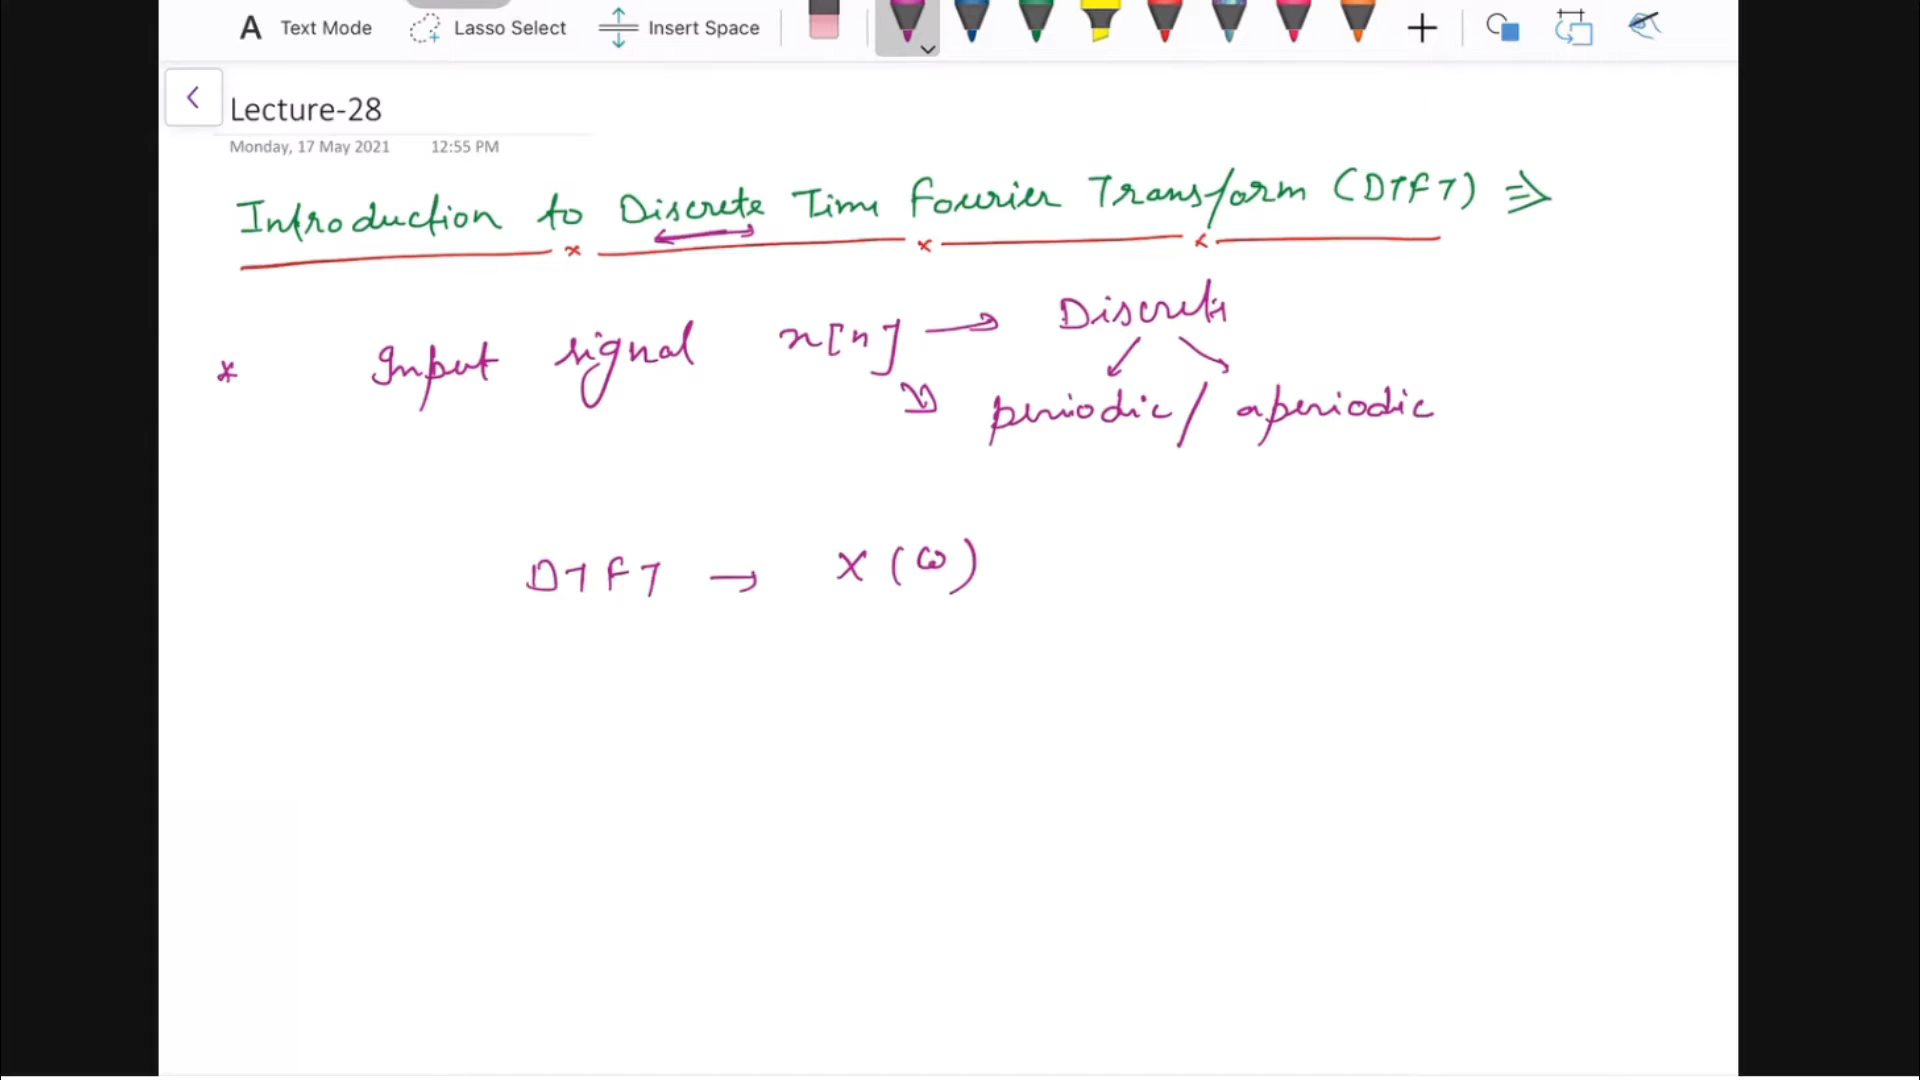 A Text Mode Lasso Select Insert Space
Lecture-28
Monday, 17 May 2021 12:55 PM
Introduction to Discrete Time Fourier Transform (DTFT) ⇒
* Input signal x[n] → Discrete
periodic / aperiodic
DTFT → X(ω)